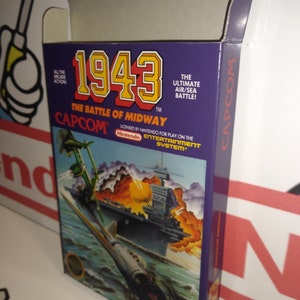 ALL THE
ARCADE
ACTION!
1943
™
THE
ULTIMATE
AIR/SEA
BATTLE!
THE BATTLE OF MIDWAY
CAPCOM
LICENSED BY NINTENDO FOR PLAY ON THE
Nintendo
ENTERTAINMENT
SYSTEM
CAPCOM